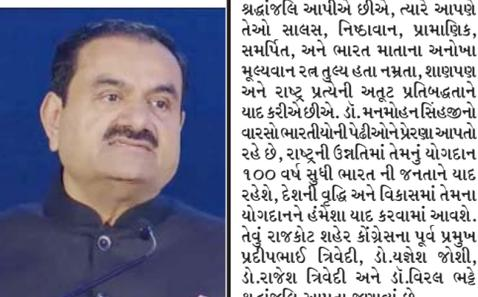 શ્રદ્ધાંજલિ આપીએ છીએ, ત્યારે આપણે
તેઓ સાલસ, નિષ્ઠાવાન, પ્રામાણિક,
સમર્પિત, અને ભારત માતાના અનોખા
મૂલ્યવાન રત્ન તુલ્ય હતા નમ્રતા, શાણપણ
અને રાષ્ટ્ર પ્રત્યેની અતૂટ પ્રતિબદ્ધતાને
યાદ કરીએ છીએ. ડૉ. મનમોહન સિંહજીનો
વારસો ભારતીયોની પેઢીઓને પ્રેરણા આપતો
રહે છે, રાષ્ટ્રની ઉન્નતિમાં તેમનું યોગદાન
૧૦૦ વર્ષ સુધી ભારત ની જનતાને યાદ
રહેશે, દેશની વૃદ્ધિ અને વિકાસમાં તેમના
યોગદાનને હંમેશા યાદ કરવામાં આવશે.
તેવું રાજકોટ શહેર કોંગ્રેસના પૂર્વ પ્રમુખ
પ્રદીપભાઈ ત્રિવેદી, ડો.યજ્ઞેશ જોશી,
ડો.રાજેશ ત્રિવેદી અને ડૉ.વિરલ ભટ્ટે